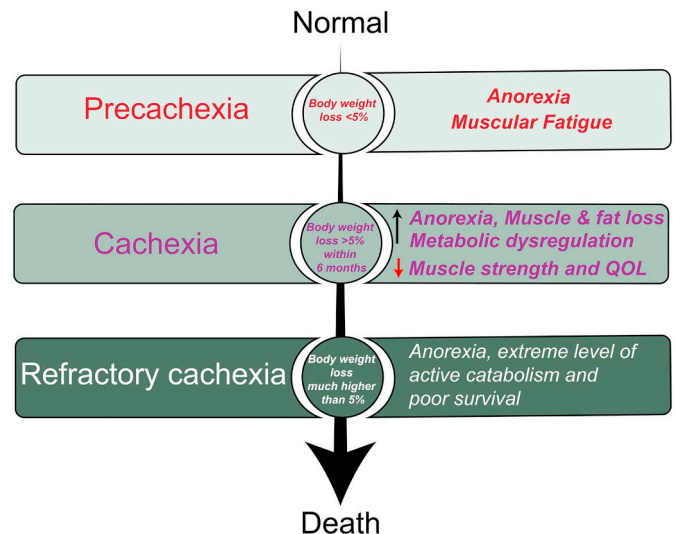 Normal
Precachexia
Body weight
loss <5%
Anorexia
Muscular Fatigue
Cachexia
Body weight
loss >5%
within
6 months
Anorexia, Muscle & fat loss
Metabolic dysregulation
Muscle strength and QOL
Refractory cachexia
Body weight
loss
much higher
than 5%
Anorexia, extreme level of
active catabolism and
poor survival
Death